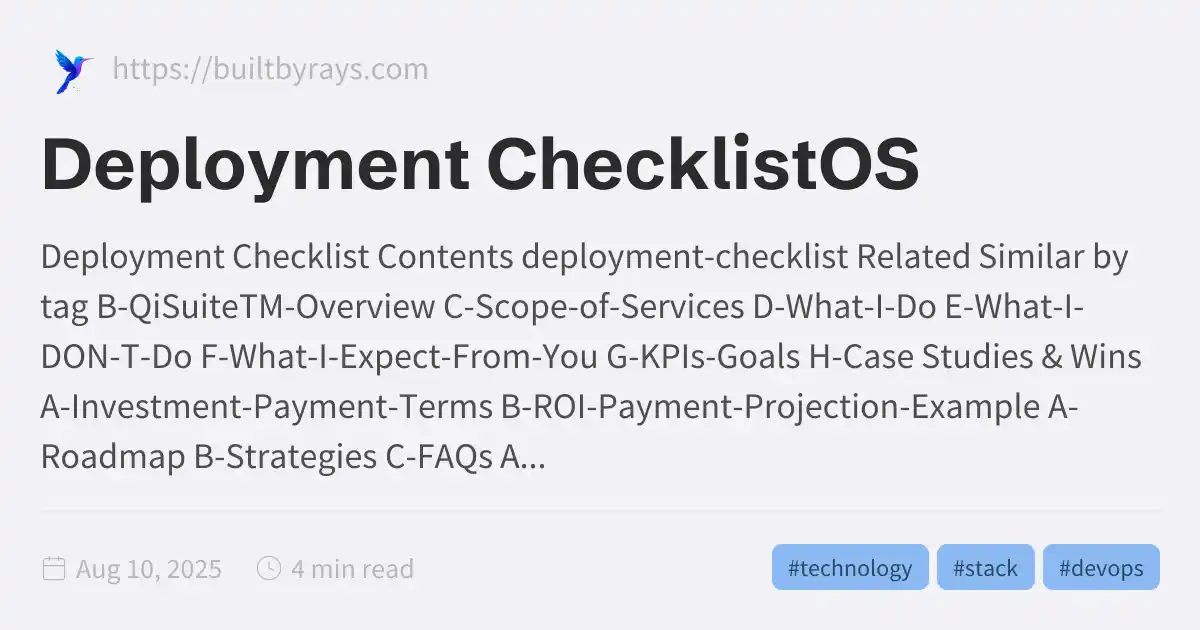 https://builtbyrays.com
Deployment ChecklistOS
Deployment Checklist Contents deployment-checklist Related Similar by
tag B-QiSuiteTM-Overview C-Scope-of-Services D-What-I-Do E-What-I-
DON-T-Do F-What-I-Expect-From-You G-KPIs-Goals H-Case Studies & Wins
A-Investment-Payment-Terms B-ROI-Payment-Projection-Example A-
Roadmap B-Strategies C-FAQs A...
Aug 10, 2025 4 min read #technology #stack #devops